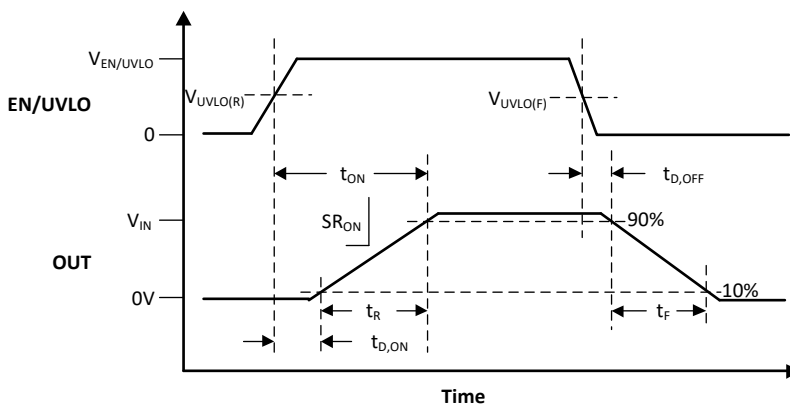 V_EN/UVLO
EN/UVLO
V_UVLO(R)
V_UVLO(F)
0
t_ON
t_D,OFF
V_IN
SR_ON
90%
OUT
0V
10%
t_R
t_F
t_D,ON
Time